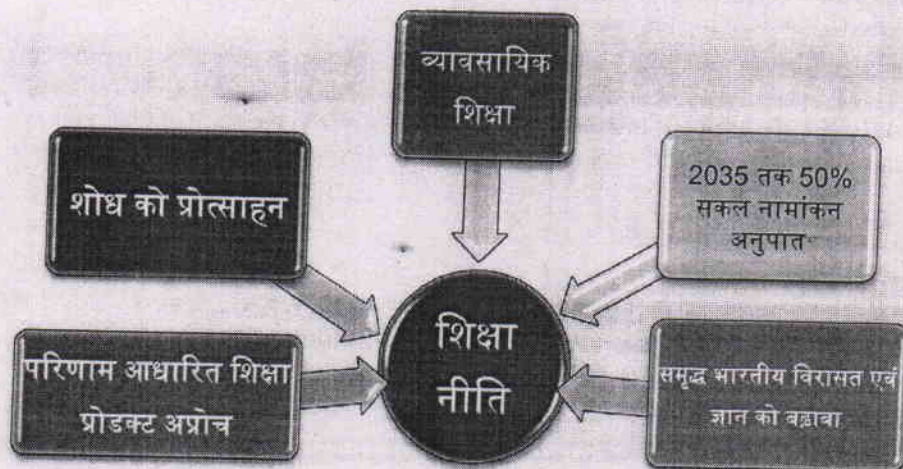 व्यावसायिक
शिक्षा
शोध को प्रोत्साहन
2035 तक 50%
सकल नामांकन
अनुपात
परिणाम आधारित शिक्षा
प्रोडक्ट अप्रोच
शिक्षा
नीति
समृद्ध भारतीय विरासत एवं
ज्ञान को बढ़ाबा